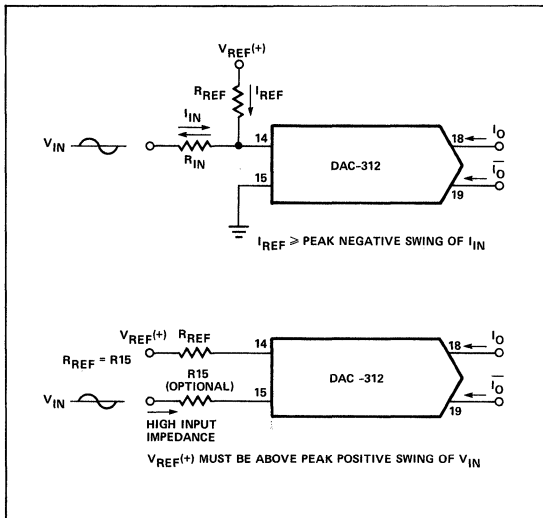 VREF(+)
RREF IREF
IIN
VIN
RIN
14
15
DAC-312
18 IO
19 I̅O̅
IREF ⩾ PEAK NEGATIVE SWING OF IIN
VREF(+) RREF
RREF = R15
14
R15
(OPTIONAL)
VIN
15
HIGH INPUT
IMPEDANCE
DAC -312
18 IO
19 I̅O̅
VREF(+) MUST BE ABOVE PEAK POSITIVE SWING OF VIN